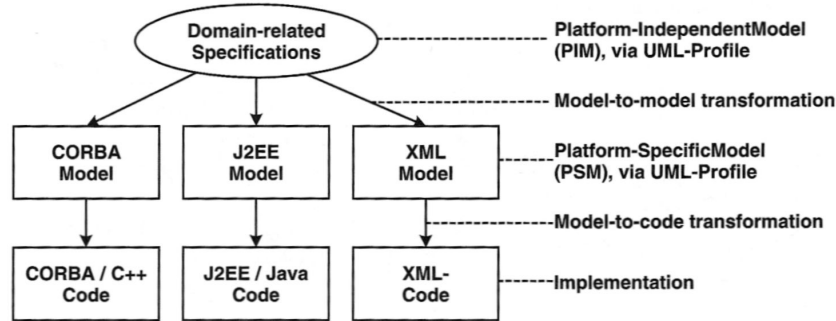 Domain-related
Specifications
Platform-IndependentModel
(PIM), via UML-Profile
Model-to-model transformation
CORBA
Model
J2EE
Model
XML
Model
Platform-SpecificModel
(PSM), via UML-Profile
Model-to-code transformation
CORBA / C++
Code
J2EE / Java
Code
XML-
Code
Implementation